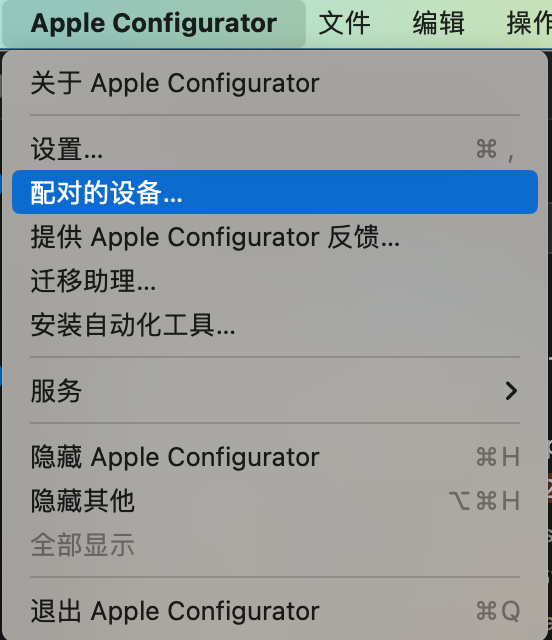 Apple Configurator 文件 编辑 操作
关于 Apple Configurator
设置... ⌘ ,
配对的设备...
提供 Apple Configurator 反馈...
迁移助理...
安装自动化工具...
服务
隐藏 Apple Configurator ⌘H
隐藏其他 ⌥⌘H
全部显示
退出 Apple Configurator ⌘Q